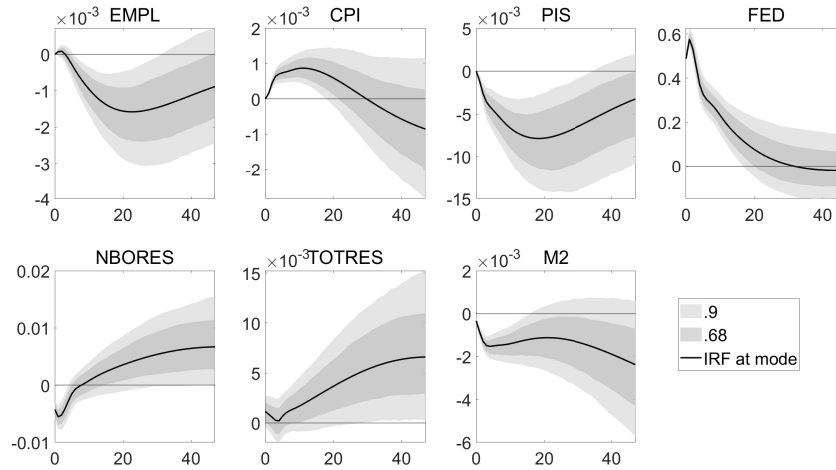 ×10⁻³ EMPL
0
-1
-2
-3
-4
0 20 40
×10⁻³ CPI
2
1
0
-1
-2
0 20 40
×10⁻³ PIS
5
0
-5
-10
-15
0 20 40
FED
0.6
0.4
0.2
0
0 20 40
NBORES
0.02
0.01
0
-0.01
0 20 40
×10⁻³ TOTRES
15
10
5
0
0 20 40
×10⁻³ M2
2
0
-2
-4
-6
0 20 40
.9
.68
IRF at mode